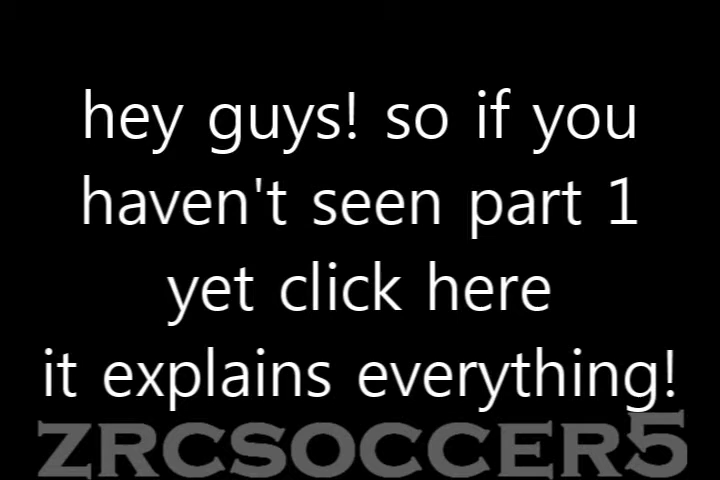 hey guys! so if you
haven't seen part 1
yet click here
it explains everything!
ZRCSOCCER5